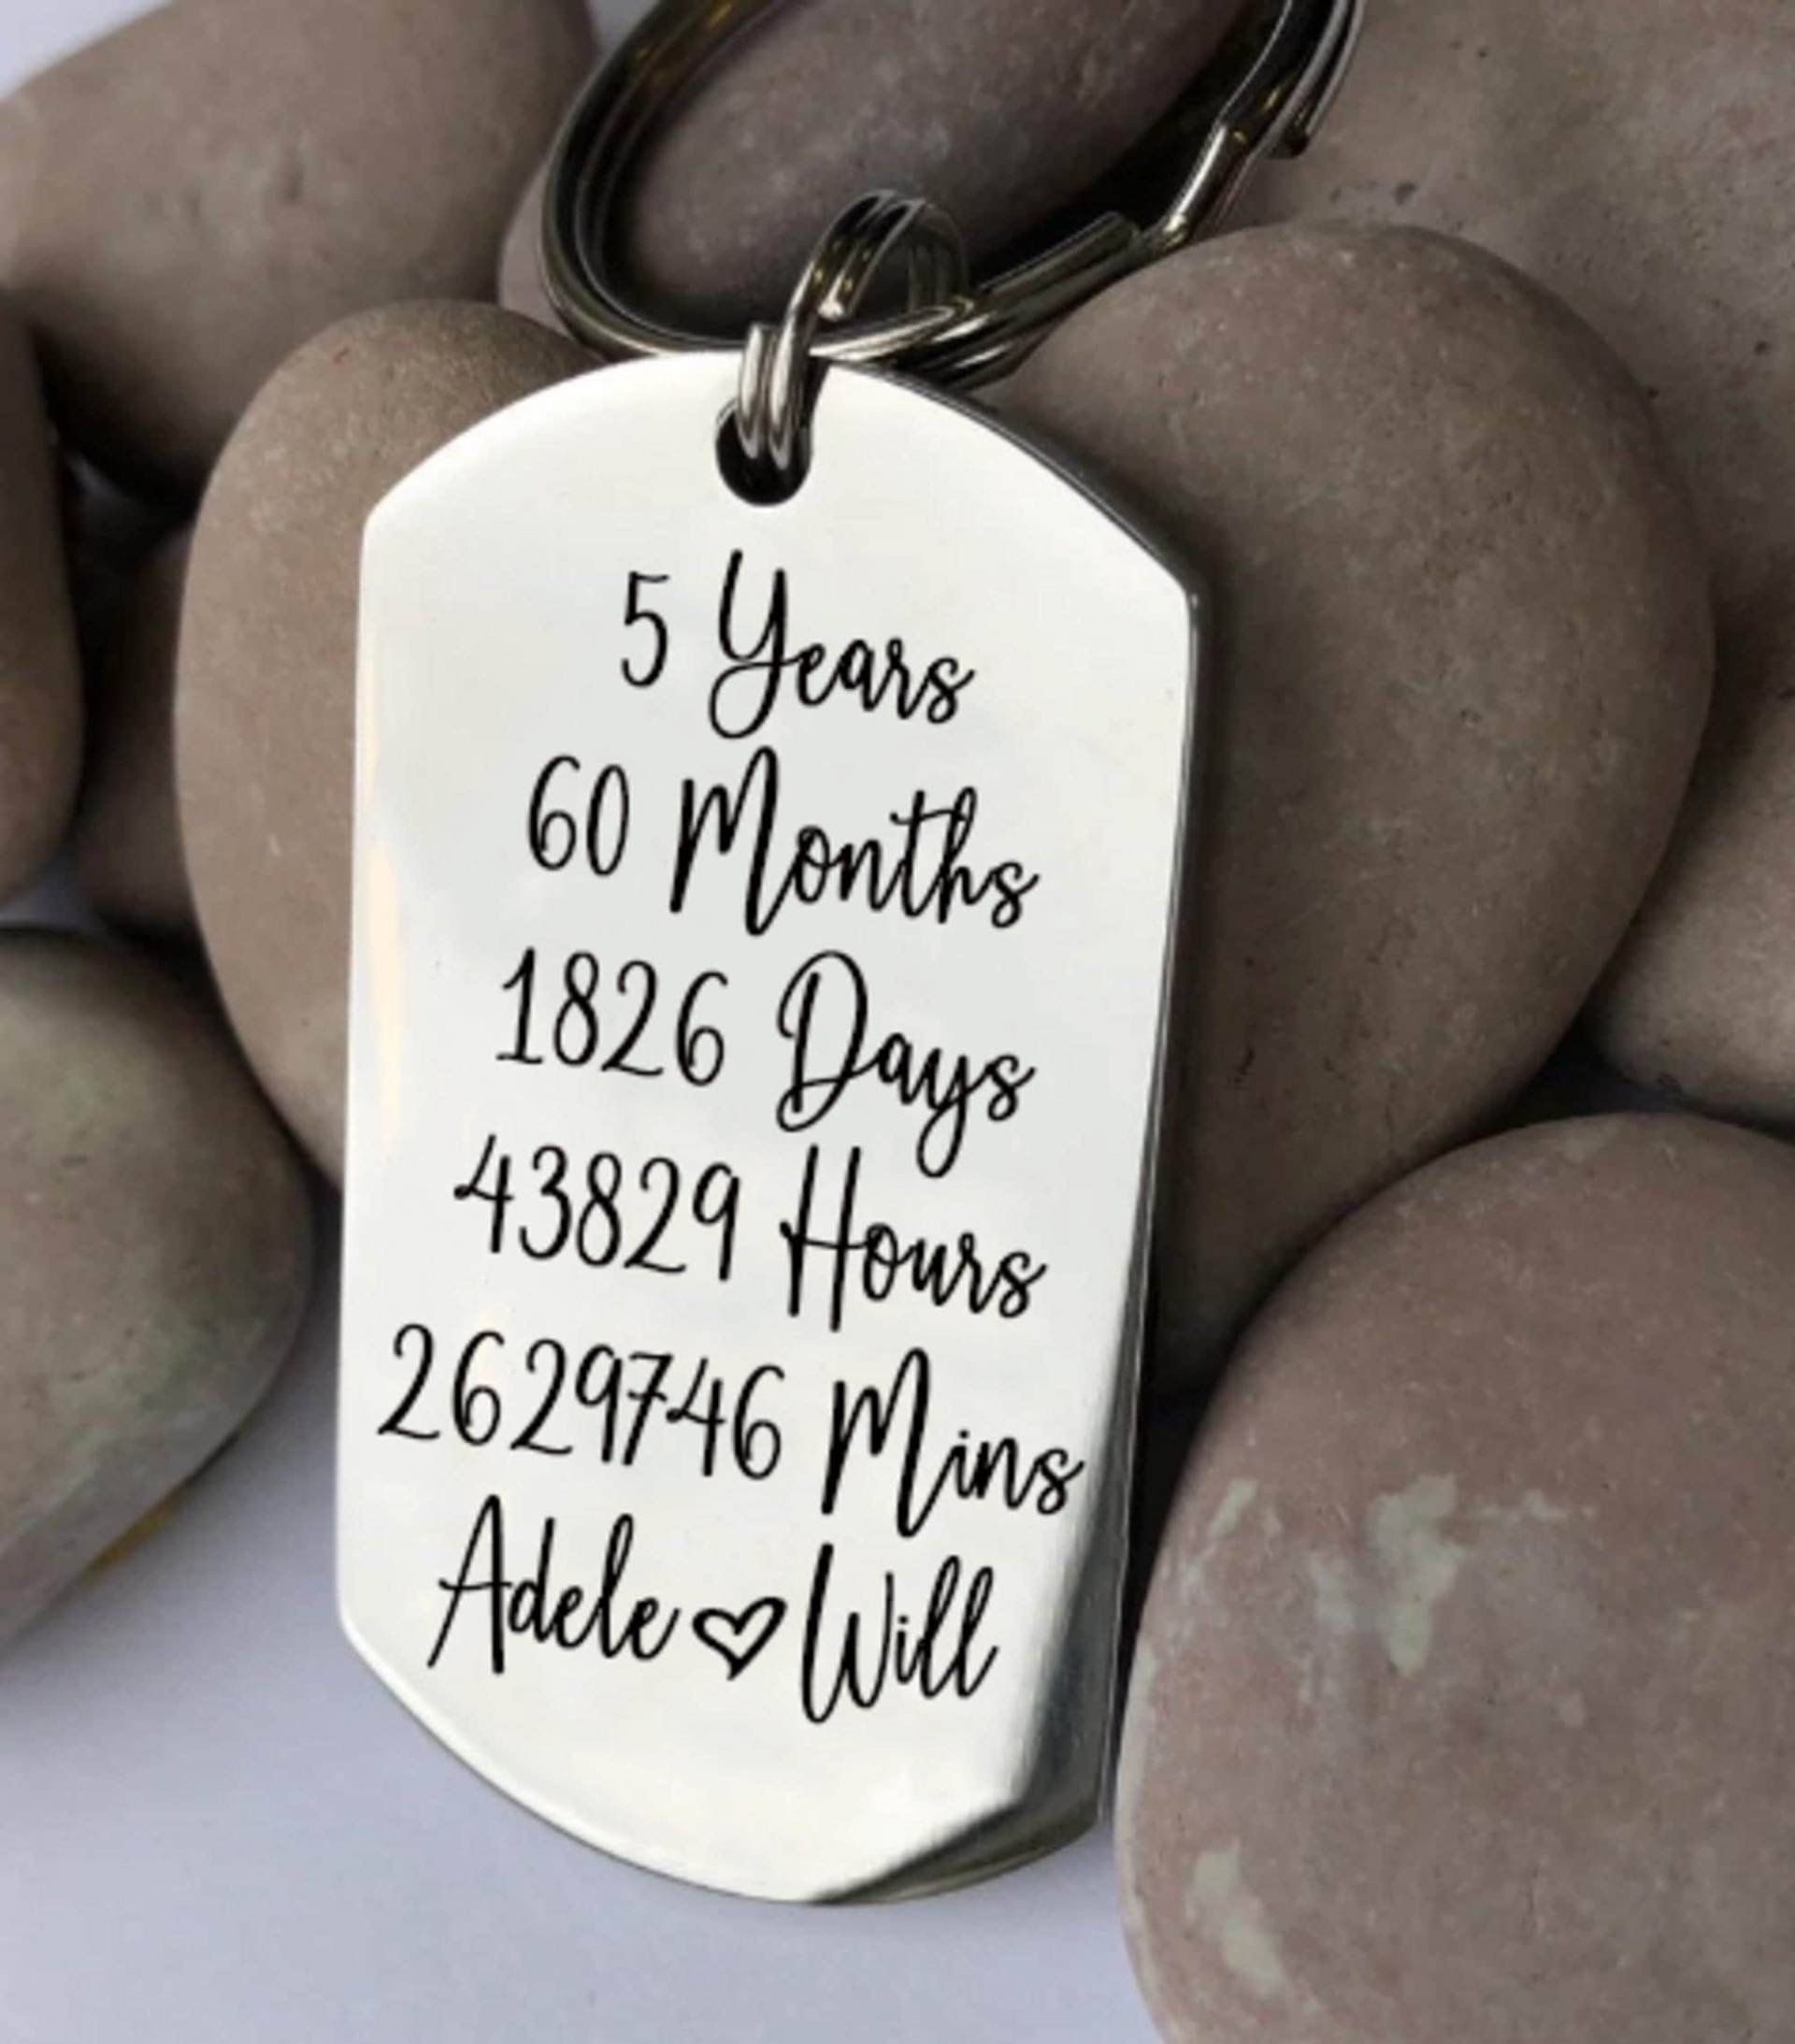 5 Years
60 Months
1826 Days
43829 Hours
2629746 Mins
Adele ♡ Will